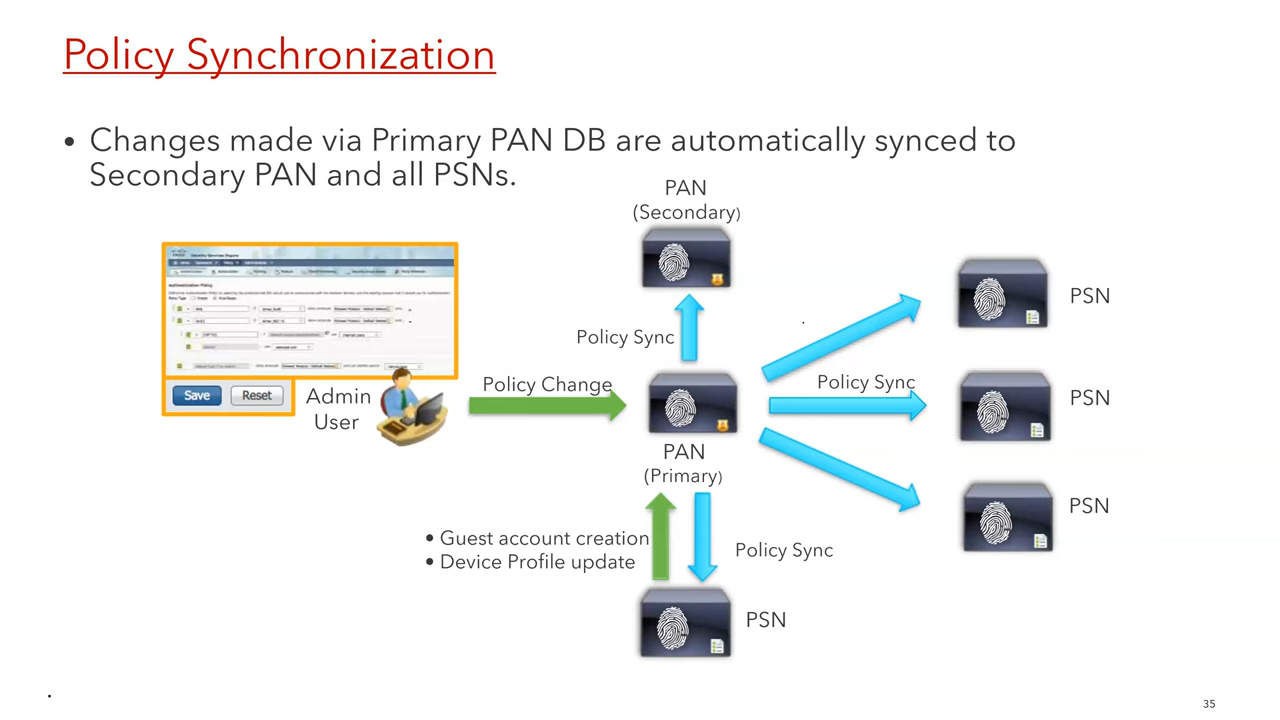 Policy Synchronization
• Changes made via Primary PAN DB are automatically synced to
Secondary PAN and all PSNs.
PAN
(Secondary)
PSN
Policy Sync
Authentication Policy
Save
Reset
Admin
User
Policy Change
Policy Sync
PSN
PAN
(Primary)
PSN
• Guest account creation
• Device Profile update
Policy Sync
PSN
35